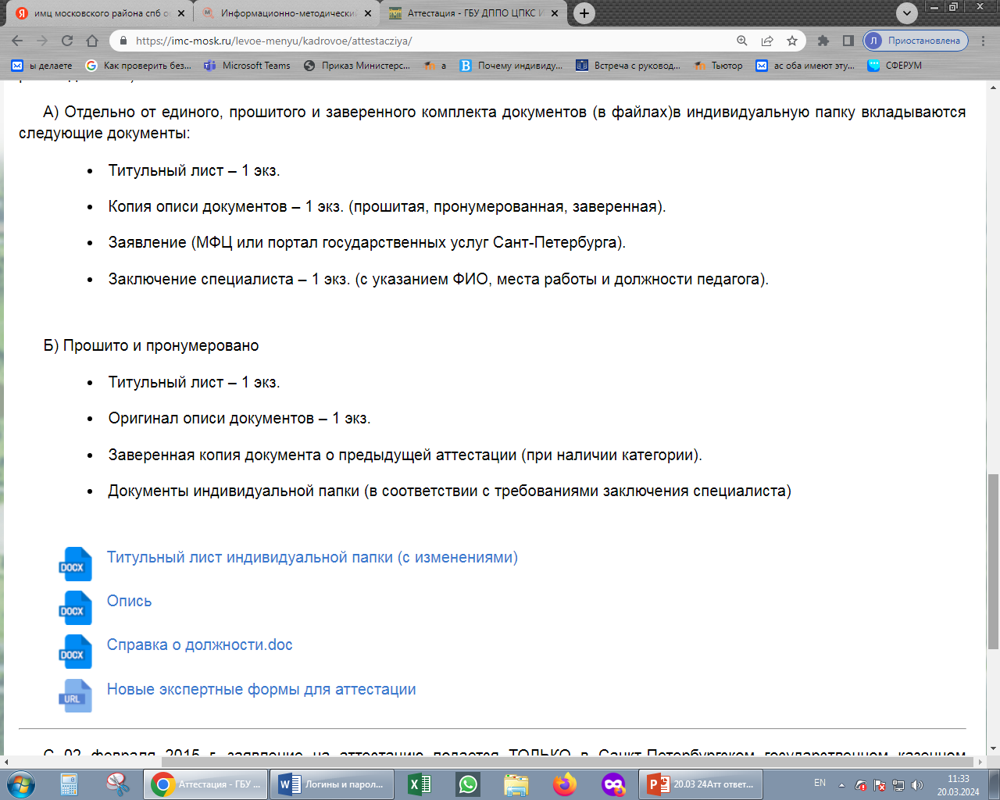 имц московского района спб о
Информационно-методический
Аттестация - ГБУ ДППО ЦПКС И
https://imc-mosk.ru/levoe-menyu/kadrovoe/attestacziya/
Л Приостановлена
ы делаете
Как проверить без...
Microsoft Teams
Приказ Министерс...
а
Почему индивиду...
Встреча с руковод...
Тьютор
ас оба имеют эту...
СФЕРУМ
А) Отдельно от единого, прошитого и заверенного комплекта документов (в файлах)в индивидуальную папку вкладываются
следующие документы:
• Титульный лист – 1 экз.
• Копия описи документов – 1 экз. (прошитая, пронумерованная, заверенная).
• Заявление (МФЦ или портал государственных услуг Сант-Петербурга).
• Заключение специалиста – 1 экз. (с указанием ФИО, места работы и должности педагога).
Б) Прошито и пронумеровано
• Титульный лист – 1 экз.
• Оригинал описи документов – 1 экз.
• Заверенная копия документа о предыдущей аттестации (при наличии категории).
• Документы индивидуальной папки (в соответствии с требованиями заключения специалиста)
DOCX Титульный лист индивидуальной папки (с изменениями)
DOCX Опись
DOCX Справка о должности.doc
URL Новые экспертные формы для аттестации
С 02 февраля 2015 г. заявление на аттестацию подается ТОЛЬКО в Санкт-Петербургском государственном казенном
Аттестация - ГБУ ...
Логины и парол...
20.03 24Атт ответ...
EN
11:33
20.03.2024